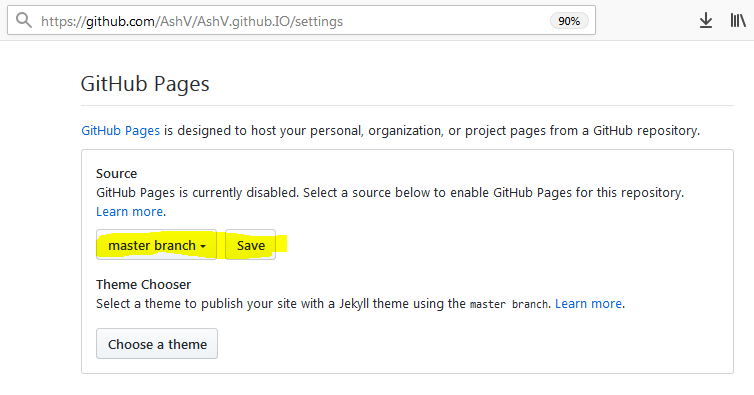 https://github.com/AshV/AshV.github.IO/settings
90%
GitHub Pages
GitHub Pages is designed to host your personal, organization, or project pages from a GitHub repository.
Source
GitHub Pages is currently disabled. Select a source below to enable GitHub Pages for this repository.
Learn more.
master branch
Save
Theme Chooser
Select a theme to publish your site with a Jekyll theme using the master branch. Learn more.
Choose a theme